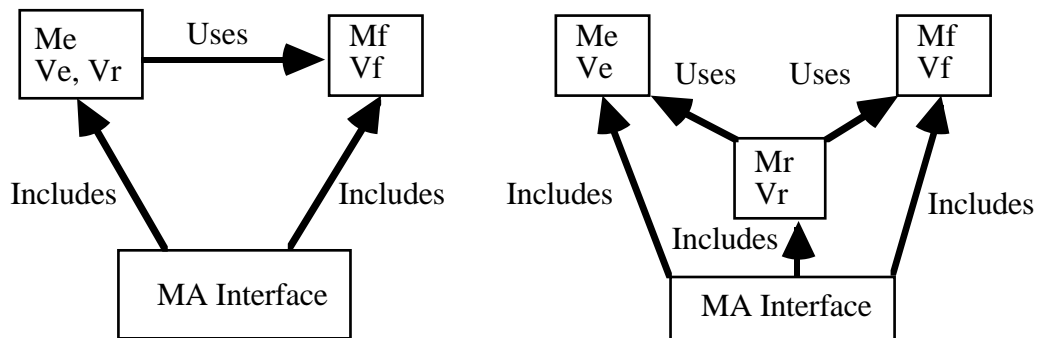 Me
Ve, Vr
Uses
Mf
Vf
Includes
Includes
MA Interface
Me
Ve
Uses
Uses
Mf
Vf
Mr
Vr
Includes
Includes
Includes
MA Interface